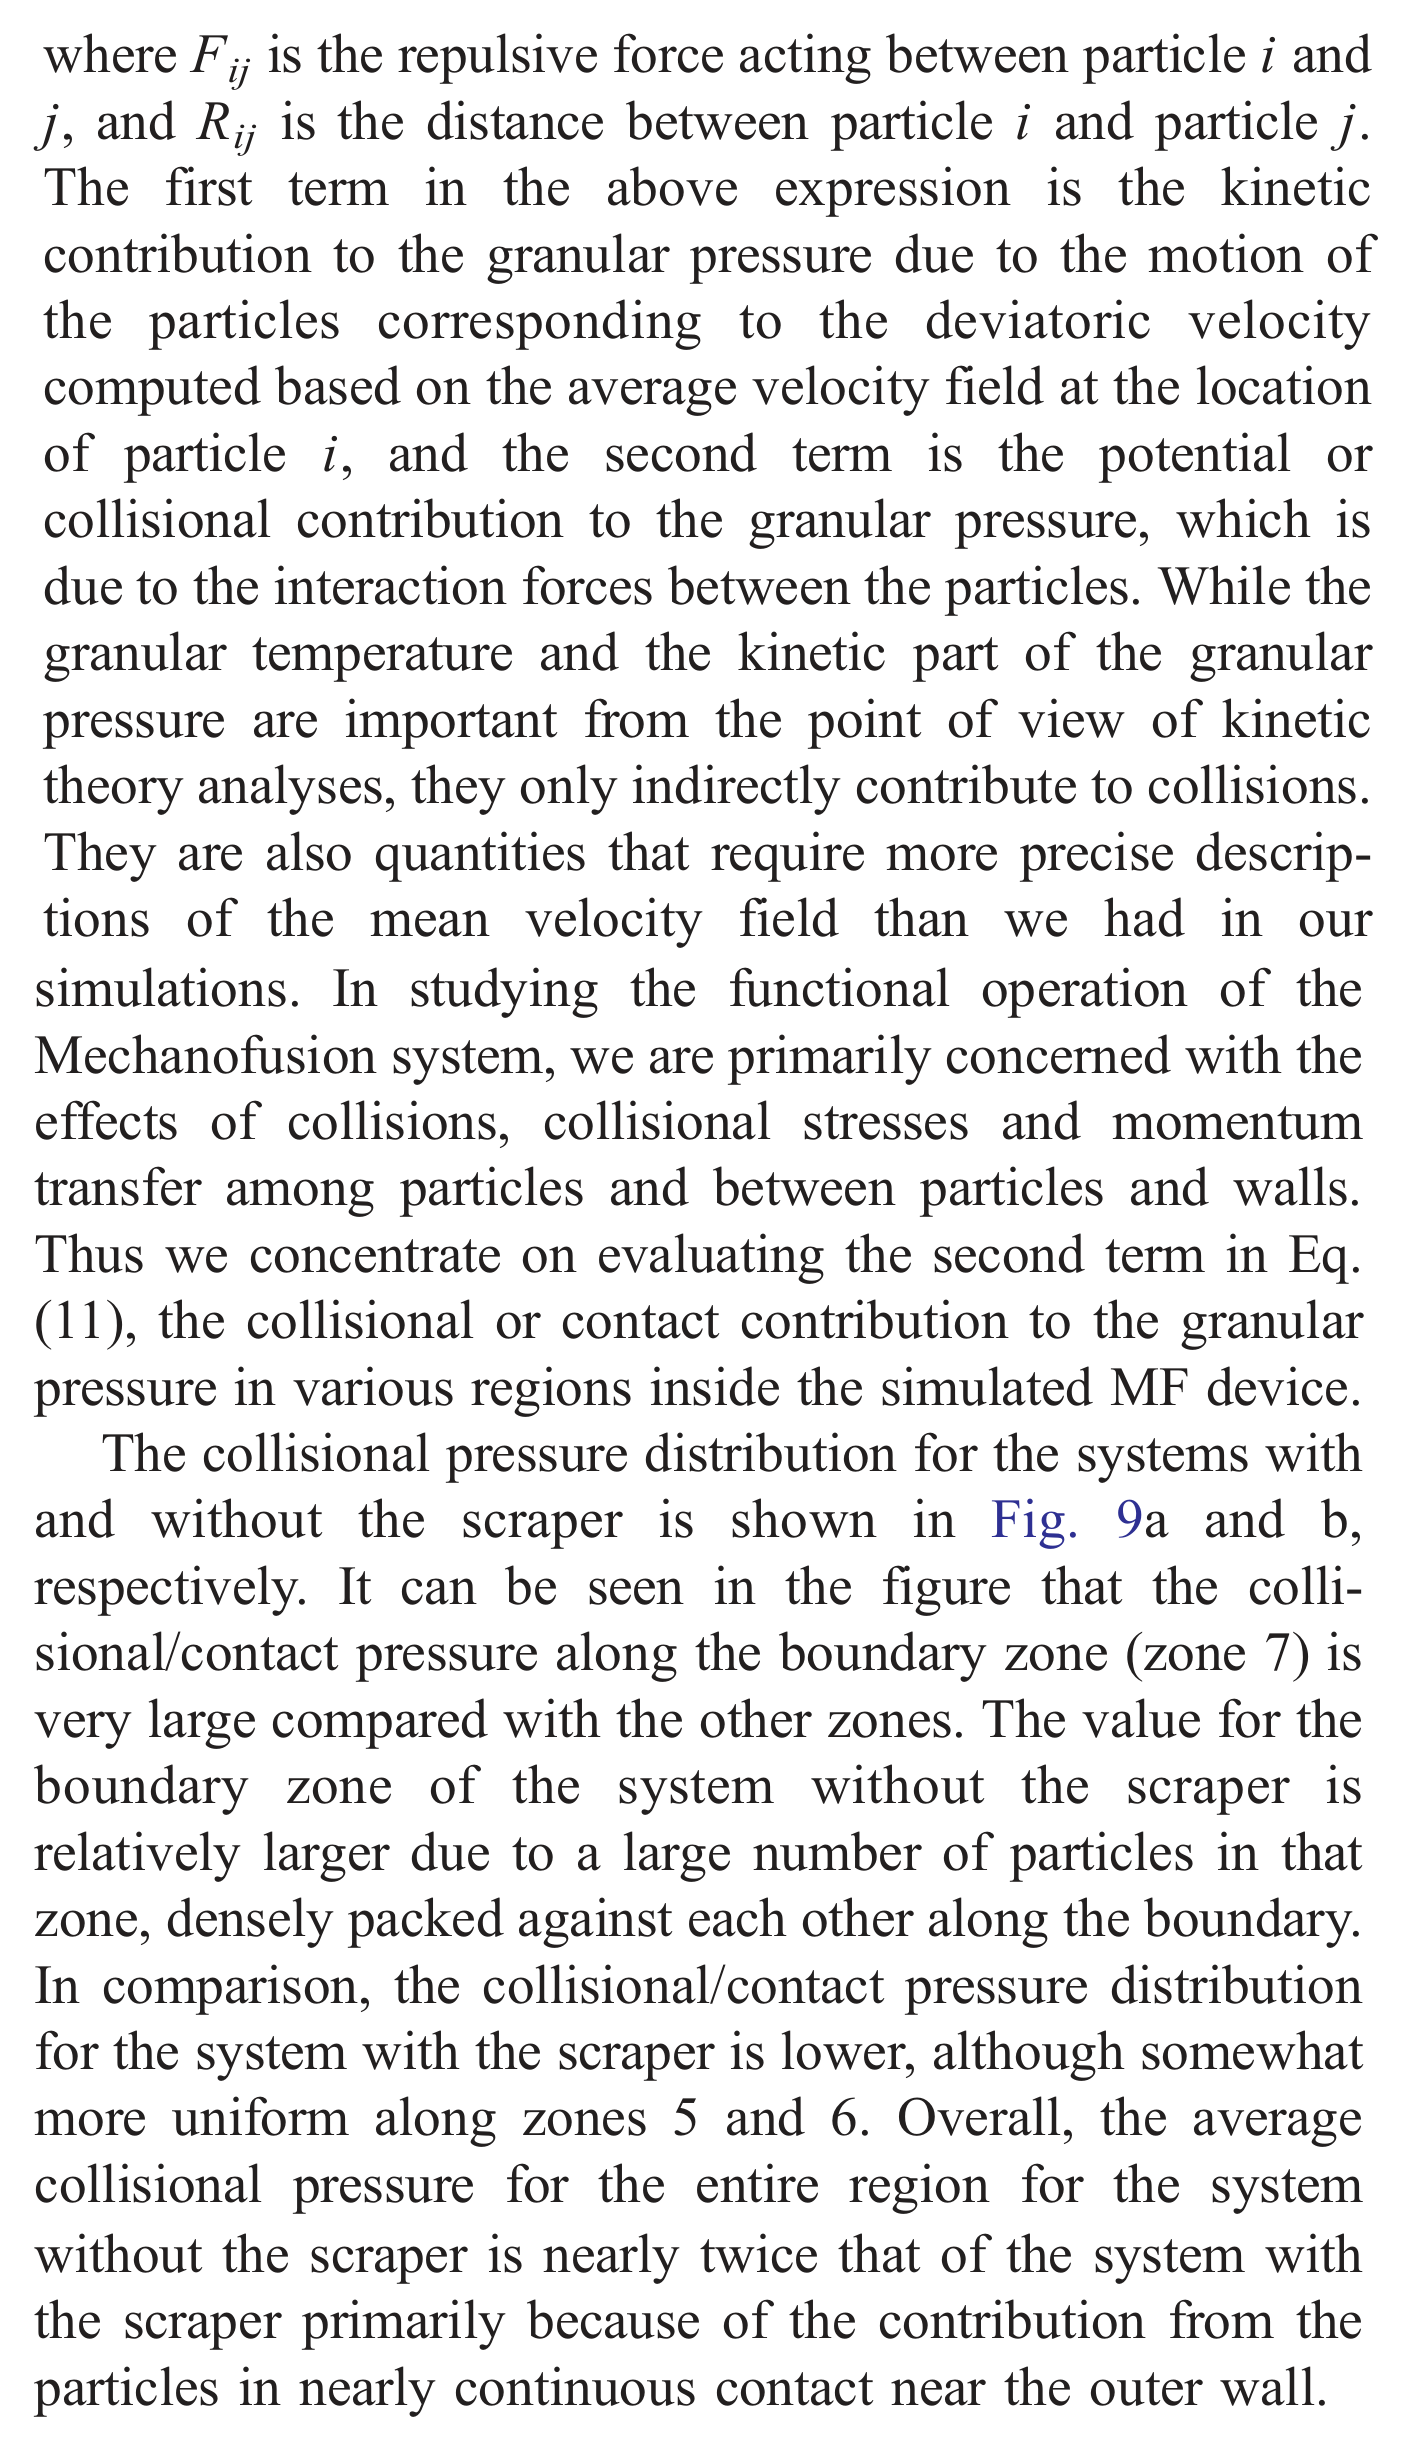 where F_ij is the repulsive force acting between particle i and
j, and R_ij is the distance between particle i and particle j.
The first term in the above expression is the kinetic
contribution to the granular pressure due to the motion of
the particles corresponding to the deviatoric velocity
computed based on the average velocity field at the location
of particle i, and the second term is the potential or
collisional contribution to the granular pressure, which is
due to the interaction forces between the particles. While the
granular temperature and the kinetic part of the granular
pressure are important from the point of view of kinetic
theory analyses, they only indirectly contribute to collisions.
They are also quantities that require more precise descrip-
tions of the mean velocity field than we had in our
simulations. In studying the functional operation of the
Mechanofusion system, we are primarily concerned with the
effects of collisions, collisional stresses and momentum
transfer among particles and between particles and walls.
Thus we concentrate on evaluating the second term in Eq.
(11), the collisional or contact contribution to the granular
pressure in various regions inside the simulated MF device.
The collisional pressure distribution for the systems with
and without the scraper is shown in Fig. 9a and b,
respectively. It can be seen in the figure that the colli-
sional/contact pressure along the boundary zone (zone 7) is
very large compared with the other zones. The value for the
boundary zone of the system without the scraper is
relatively larger due to a large number of particles in that
zone, densely packed against each other along the boundary.
In comparison, the collisional/contact pressure distribution
for the system with the scraper is lower, although somewhat
more uniform along zones 5 and 6. Overall, the average
collisional pressure for the entire region for the system
without the scraper is nearly twice that of the system with
the scraper primarily because of the contribution from the
particles in nearly continuous contact near the outer wall.